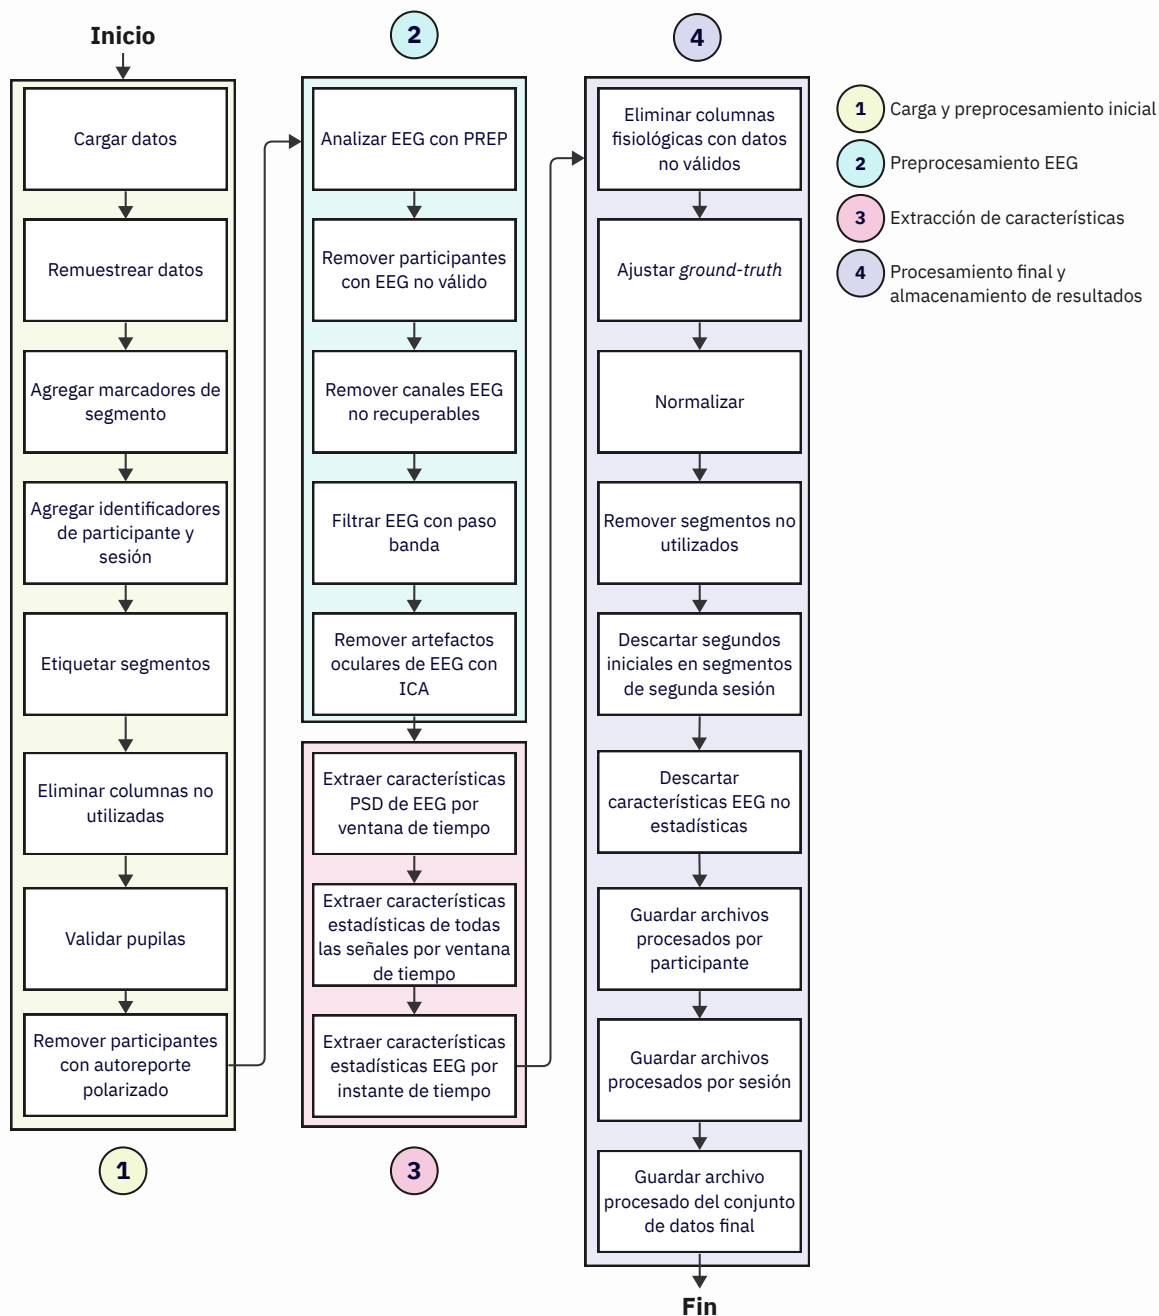 Inicio
Cargar datos
Remuestrear datos
Agregar marcadores de
segmento
Agregar identificadores
de participante y
sesión
Etiquetar segmentos
Eliminar columnas no
utilizadas
Validar pupilas
Remover participantes
con autoreporte
polarizado
1
2
Analizar EEG con PREP
Remover participantes
con EEG no válido
Remover canales EEG
no recuperables
Filtrar EEG con paso
banda
Remover artefactos
oculares de EEG con
ICA
Extraer características
PSD de EEG por
ventana de tiempo
Extraer características
estadísticas de todas
las señales por ventana
de tiempo
Extraer características
estadísticas EEG por
instante de tiempo
3
4
Eliminar columnas
fisiológicas con datos
no válidos
Ajustar ground-truth
Normalizar
Remover segmentos no
utilizados
Descartar segundos
iniciales en segmentos
de segunda sesión
Descartar
características EEG no
estadísticas
Guardar archivos
procesados por
participante
Guardar archivos
procesados por sesión
Guardar archivo
procesado del conjunto
de datos final
Fin
1 Carga y preprocesamiento inicial
2 Preprocesamiento EEG
3 Extracción de características
4 Procesamiento final y
almacenamiento de resultados